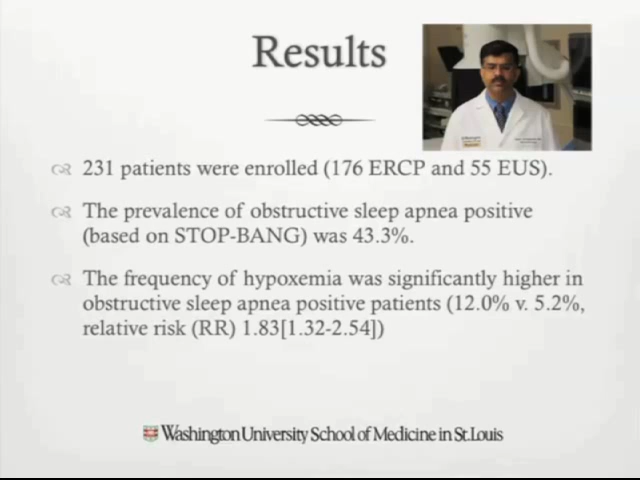 Results
231 patients were enrolled (176 ERCP and 55 EUS).
The prevalence of obstructive sleep apnea positive
(based on STOP-BANG) was 43.3%.
The frequency of hypoxemia was significantly higher in
obstructive sleep apnea positive patients (12.0% v. 5.2%,
relative risk (RR) 1.83[1.32-2.54])
Washington University School of Medicine in St.Louis